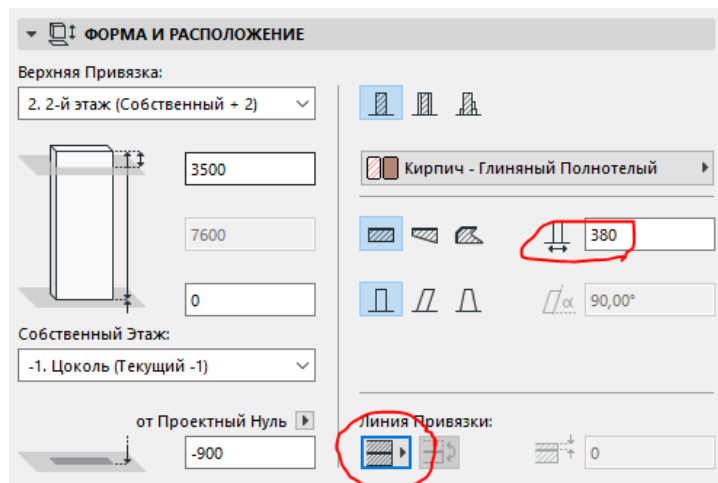 ФОРМА И РАСПОЛОЖЕНИЕ
Верхняя Привязка:
2. 2-й этаж (Собственный + 2)
3500
Кирпич - Глиняный Полнотелый
7600
380
0
α 90,00°
Собственный Этаж:
-1. Цоколь (Текущий -1)
от Проектный Нуль
Линия Привязки:
-900
0